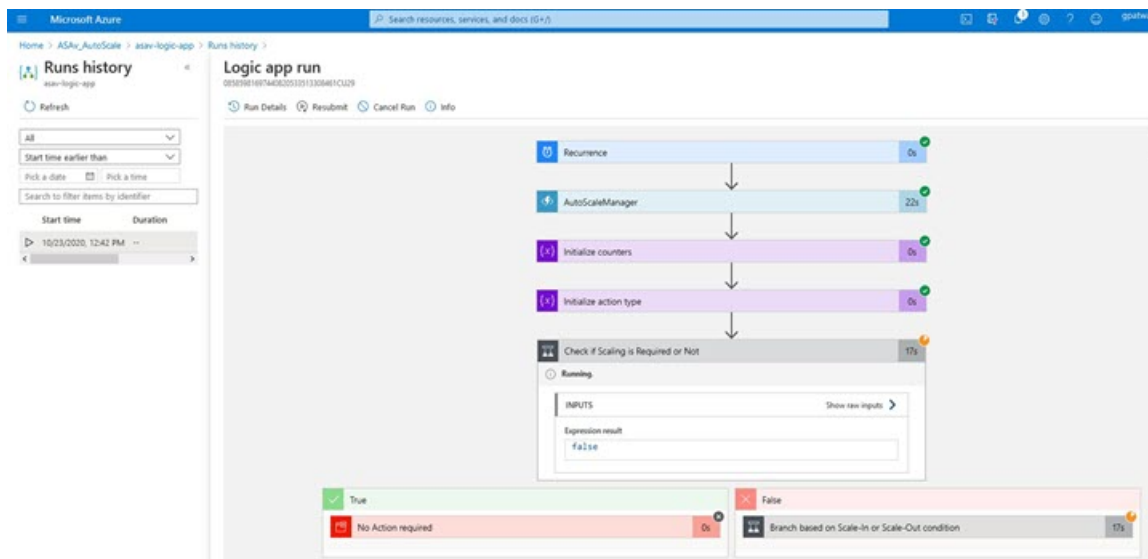 Microsoft Azure
Search resources, services, and docs (G+/)
gpatw
Home > ASAv_AutoScale > asav-logic-app > Runs history >
Runs history
asav-logic-app
Refresh
All
Start time earlier than
Pick a date
Pick a time
Search to filter items by identifier
Start time Duration
10/23/2020, 12:42 PM --
Logic app run
Run Details Resubmit Cancel Run Info
Recurrence 0s
AutoScaleManager 22s
{x} Initialize counters 0s
{x} Initialize action type 0s
Check if Scaling is Required or Not 17s
Running.
INPUTS Show raw inputs >
Expression result
false
True
No Action required 0s
False
Branch based on Scale-In or Scale-Out condition 17s